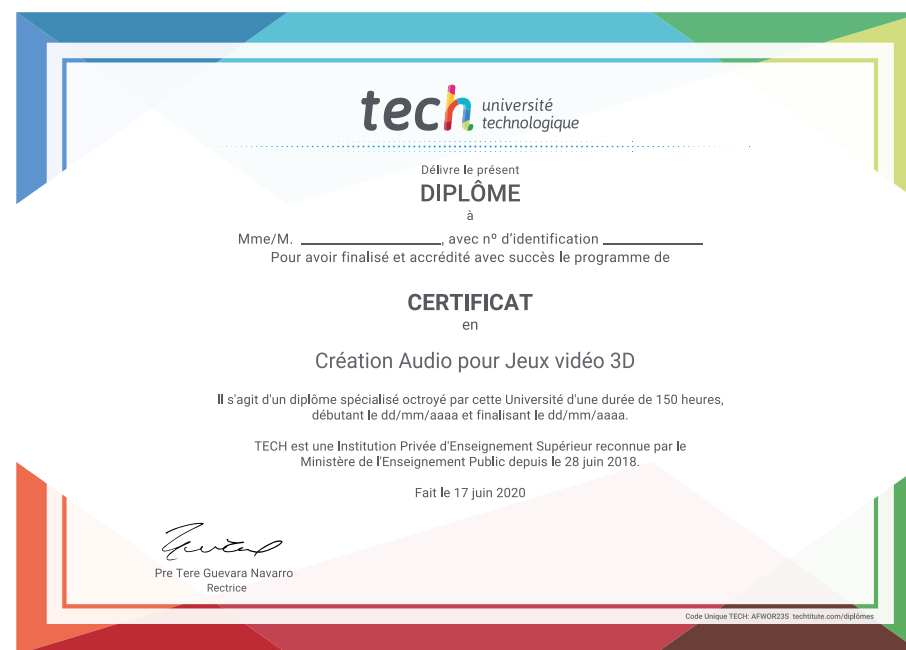 tech université
technologique
Délivre le présent
DIPLÔME
à
Mme/M. ____________________, avec nº d'identification ______________
Pour avoir finalisé et accrédité avec succès le programme de
CERTIFICAT
en
Création Audio pour Jeux vidéo 3D
Il s'agit d'un diplôme spécialisé octroyé par cette Université d'une durée de 150 heures,
débutant le dd/mm/aaaa et finalisant le dd/mm/aaaa.
TECH est une Institution Privée d'Enseignement Supérieur reconnue par le
Ministère de l'Enseignement Public depuis le 28 juin 2018.
Fait le 17 juin 2020
Pre Tere Guevara Navarro
Rectrice
Code Unique TECH: AFWOR23S techtitute.com/diplômes